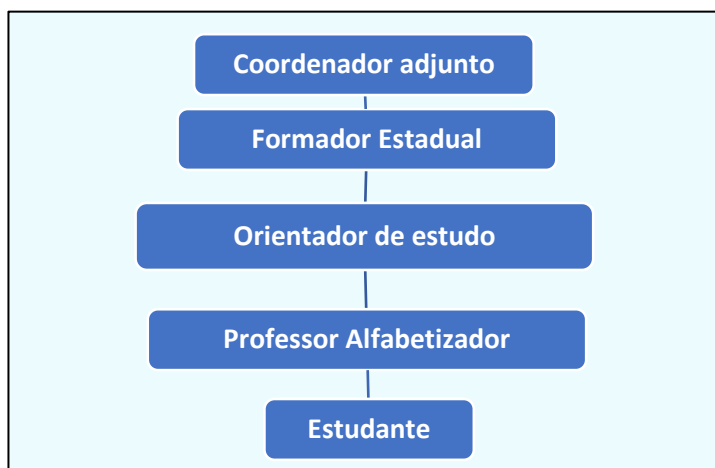 Coordenador adjunto
Formador Estadual
Orientador de estudo
Professor Alfabetizador
Estudante